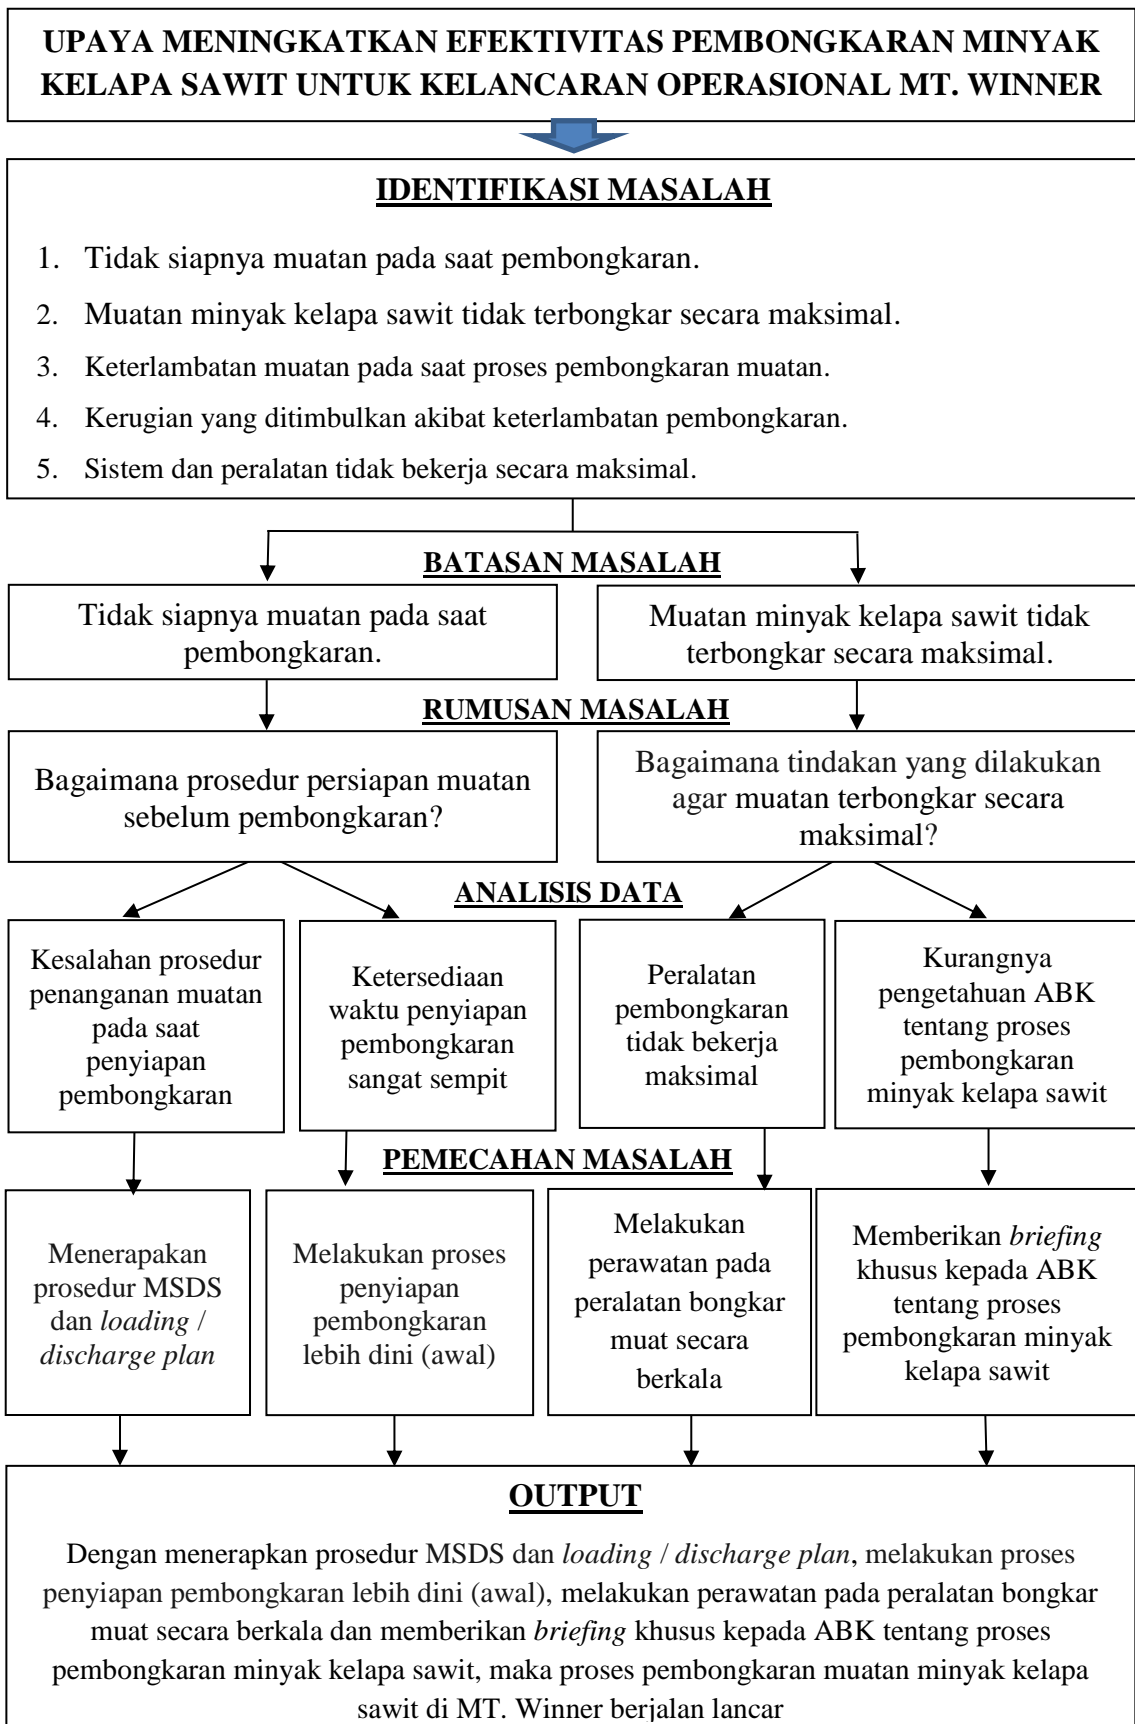 UPAYA MENINGKATKAN EFEKTIVITAS PEMBONGKARAN MINYAK
KELAPA SAWIT UNTUK KELANCARAN OPERASIONAL MT. WINNER
IDENTIFIKASI MASALAH
1. Tidak siapnya muatan pada saat pembongkaran.
2. Muatan minyak kelapa sawit tidak terbongkar secara maksimal.
3. Keterlambatan muatan pada saat proses pembongkaran muatan.
4. Kerugian yang ditimbulkan akibat keterlambatan pembongkaran.
5. Sistem dan peralatan tidak bekerja secara maksimal.
BATASAN MASALAH
Tidak siapnya muatan pada saat
pembongkaran.
Muatan minyak kelapa sawit tidak
terbongkar secara maksimal.
RUMUSAN MASALAH
Bagaimana prosedur persiapan muatan
sebelum pembongkaran?
Bagaimana tindakan yang dilakukan
agar muatan terbongkar secara
maksimal?
ANALISIS DATA
Kesalahan prosedur
penanganan muatan
pada saat
penyiapan
pembongkaran
Ketersediaan
waktu penyiapan
pembongkaran
sangat sempit
Peralatan
pembongkaran
tidak bekerja
maksimal
Kurangnya
pengetahuan ABK
tentang proses
pembongkaran
minyak kelapa sawit
PEMECAHAN MASALAH
Menerapakan
prosedur MSDS
dan loading /
discharge plan
Melakukan proses
penyiapan
pembongkaran
lebih dini (awal)
Melakukan
perawatan pada
peralatan bongkar
muat secara
berkala
Memberikan briefing
khusus kepada ABK
tentang proses
pembongkaran minyak
kelapa sawit
OUTPUT
Dengan menerapkan prosedur MSDS dan loading / discharge plan, melakukan proses
penyiapan pembongkaran lebih dini (awal), melakukan perawatan pada peralatan bongkar
muat secara berkala dan memberikan briefing khusus kepada ABK tentang proses
pembongkaran minyak kelapa sawit, maka proses pembongkaran muatan minyak kelapa
sawit di MT. Winner berjalan lancar